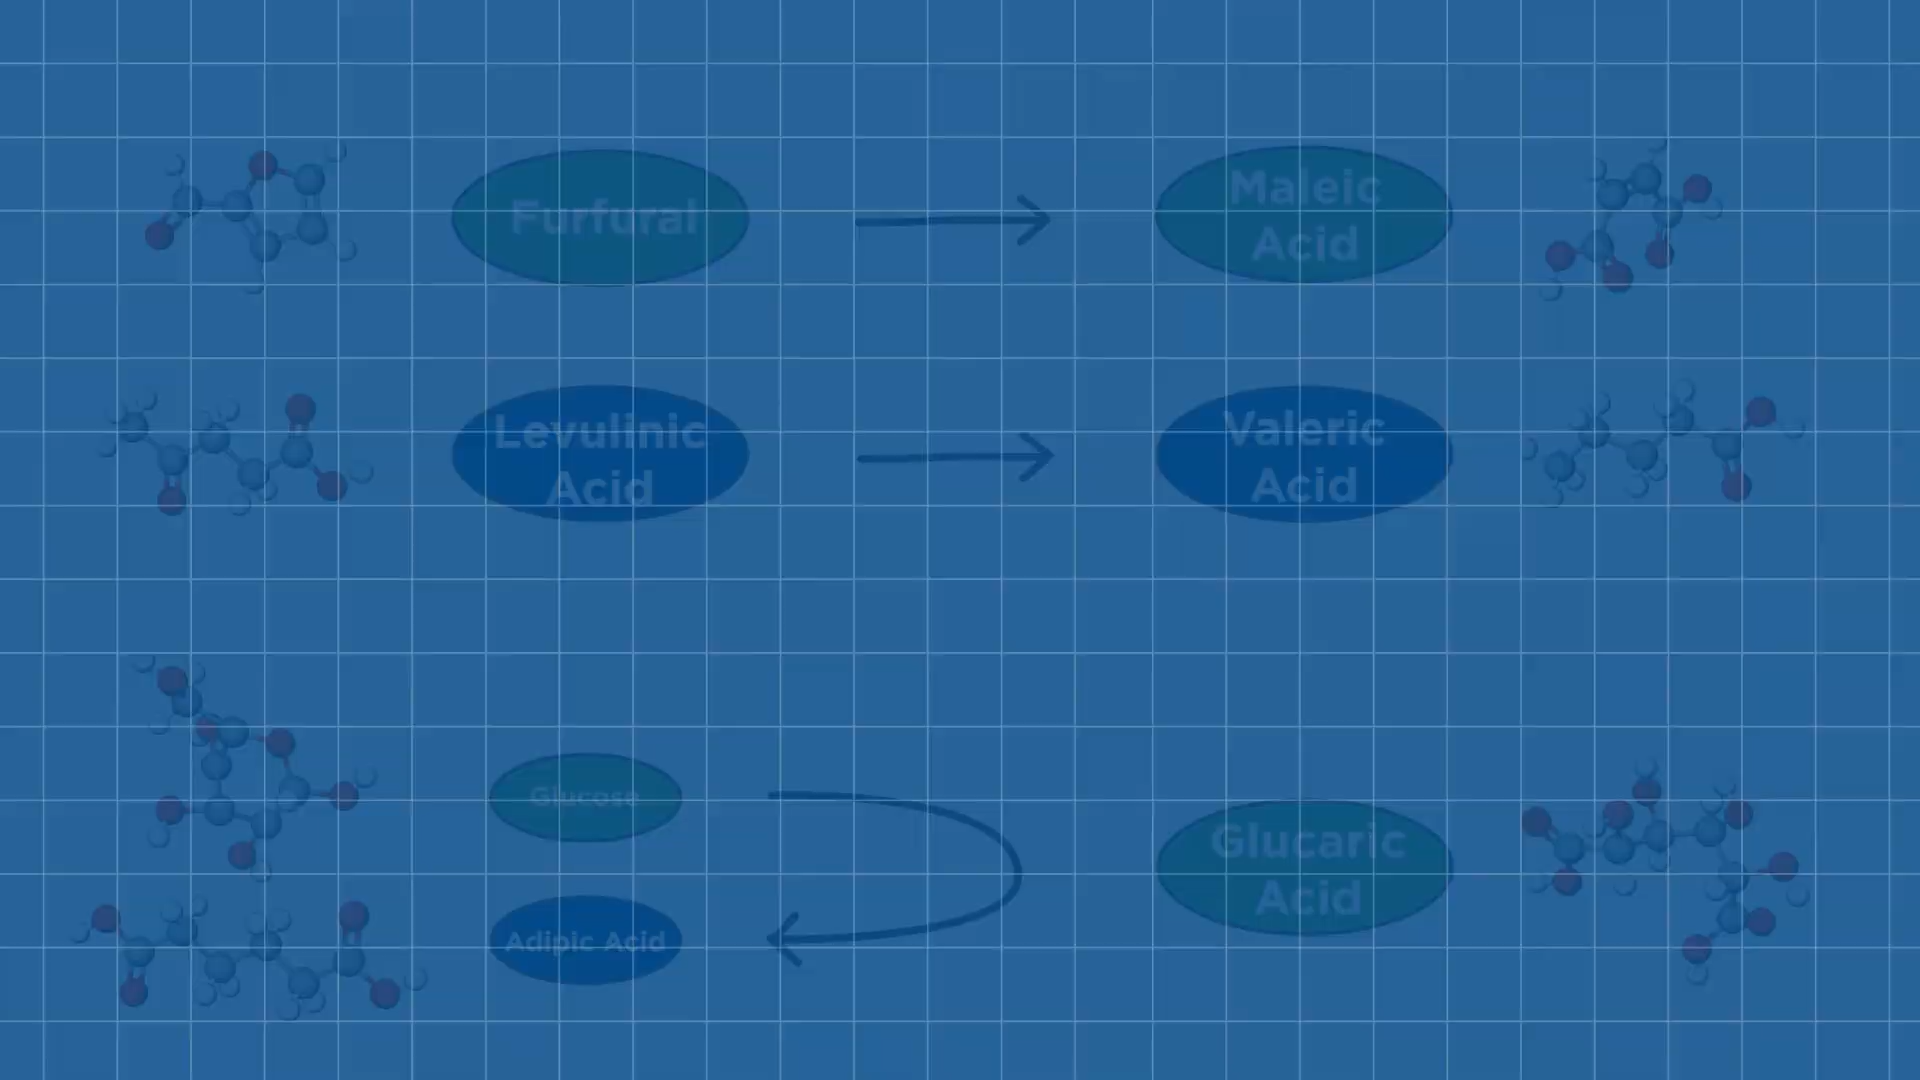 Furfural
Maleic
Acid
Levulinic
Acid
Valeric
Acid
Glucose
Adipic Acid
Glucaric
Acid